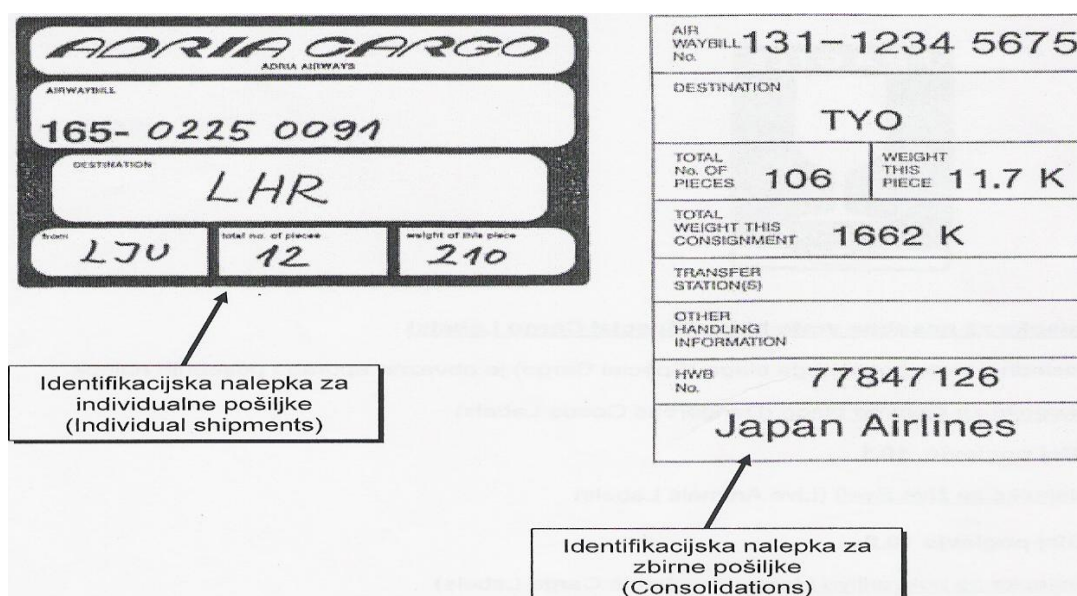 ADRIA CARGO
ADRIA AIRWAYS
AIRWAYBILL
165- 0225 0091
DESTINATION
LHR
from
LJU
total no. of pieces
12
weight of this piece
210
Identifikacijska nalepka za
individualne pošiljke
(Individual shipments)
AIR
WAYBILL
No.
131-1234 5675
DESTINATION
TYO
TOTAL
No. OF
PIECES
106
WEIGHT
THIS
PIECE
11.7 K
TOTAL
WEIGHT THIS
CONSIGNMENT
1662 K
TRANSFER
STATION(S)
OTHER
HANDLING
INFORMATION
HWB
No.
77847126
Japan Airlines
Identifikacijska nalepka za
zbirne pošiljke
(Consolidations)